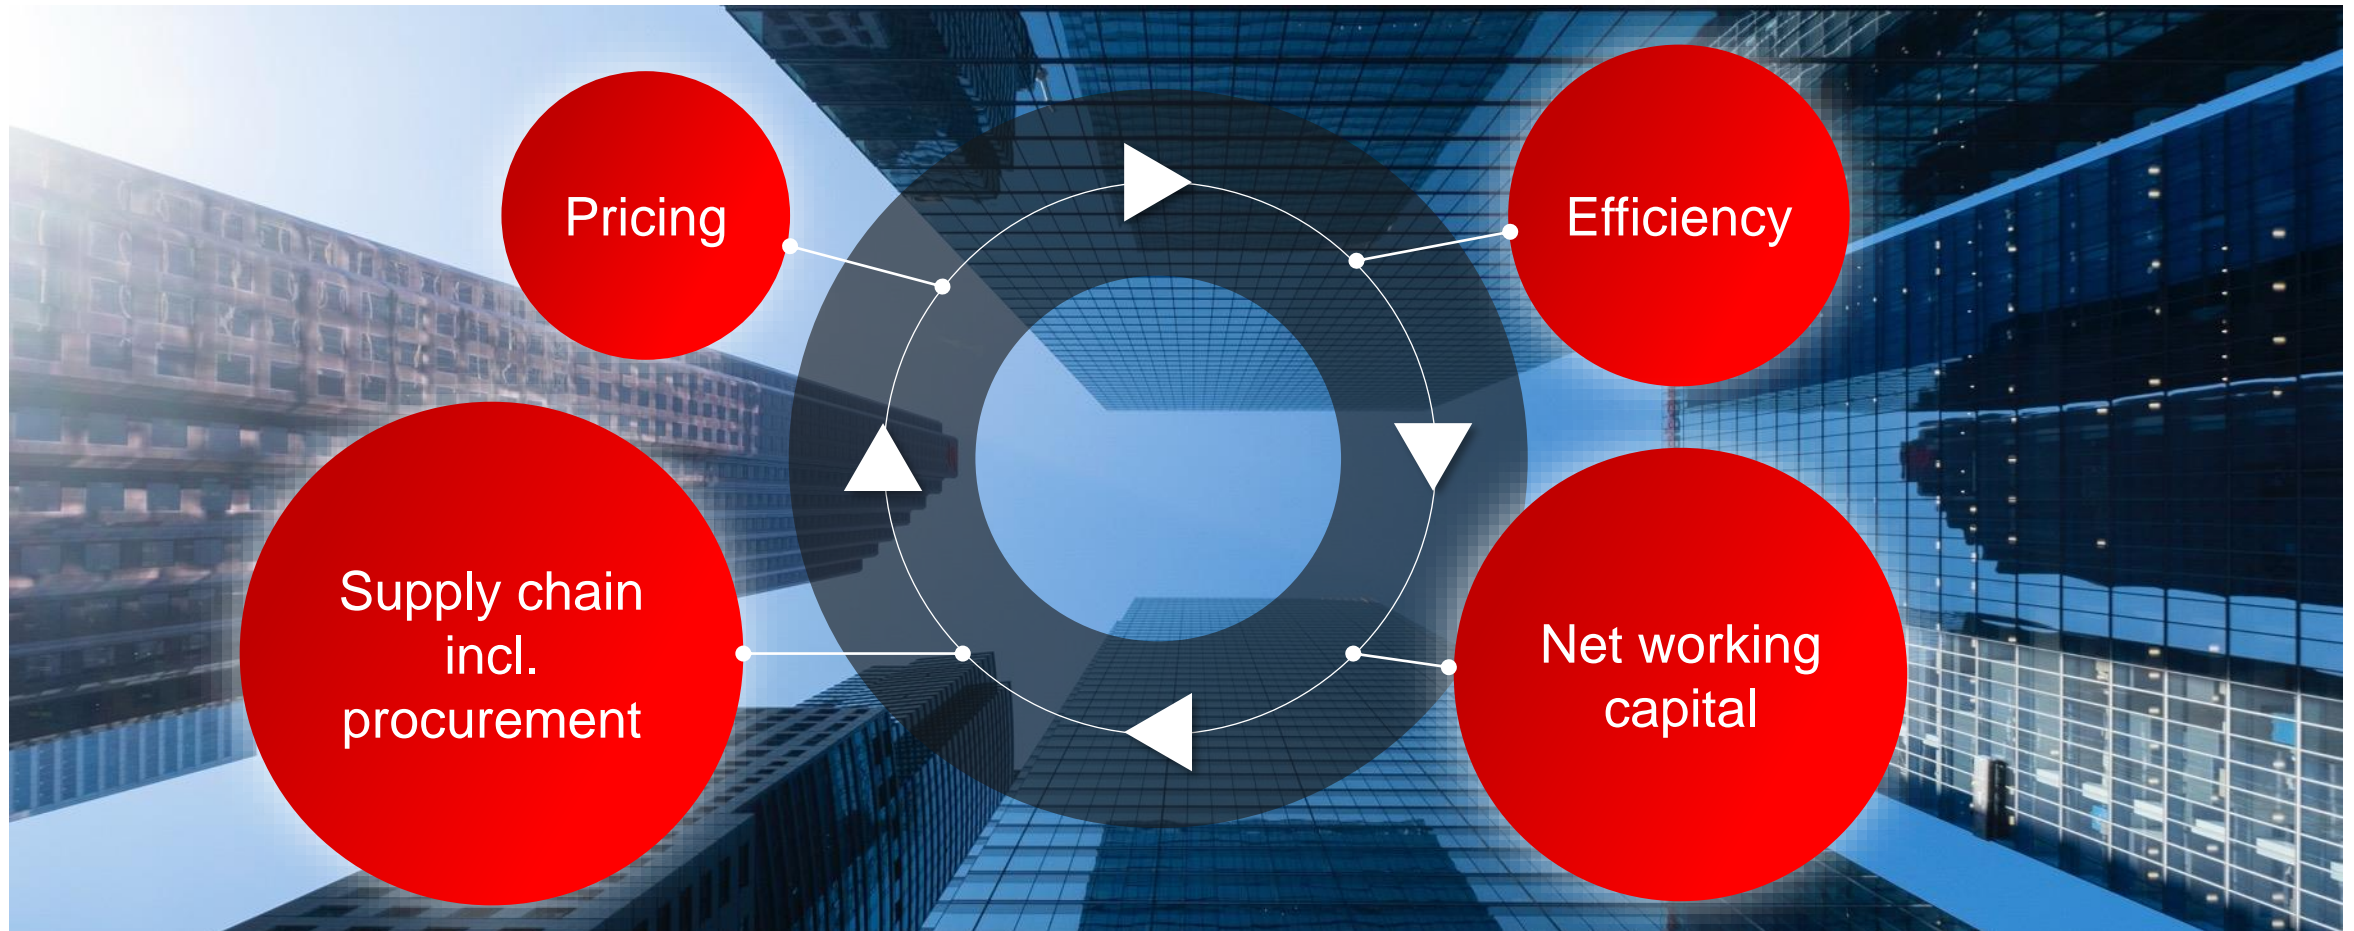 Pricing
Efficiency
Supply chain
incl.
procurement
Net working
capital